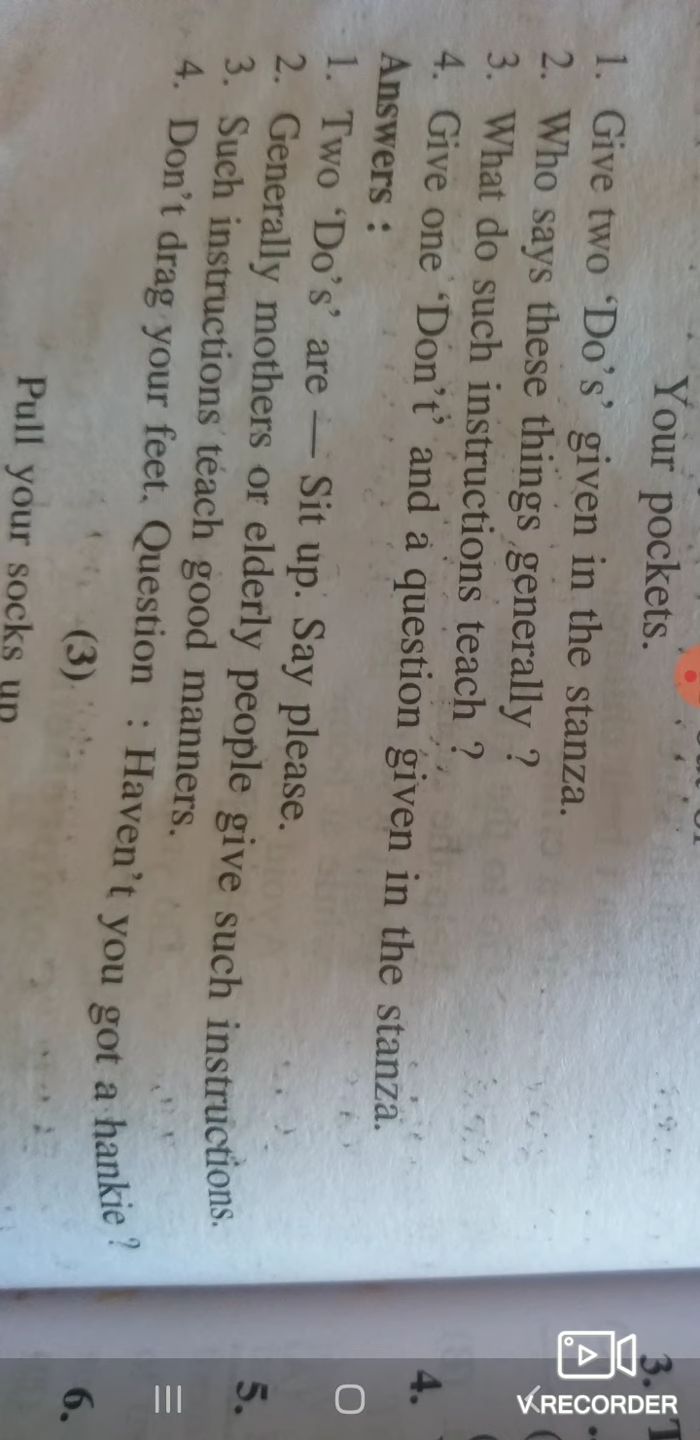 Your pockets.
1. Give two ‘Do's’ given in the stanza.
2. Who says these things generally ?
3. What do such instructions teach ?
4. Give one ‘Don't’ and a question given in the stanza.
Answers :
1. Two ‘Do's’ are — Sit up. Say please.
2. Generally mothers or elderly people give such instructions.
3. Such instructions teach good manners.
4. Don't drag your feet. Question : Haven't you got a hankie ?
(3)
Pull your socks up
3.
4.
5.
6.
VRECORDER